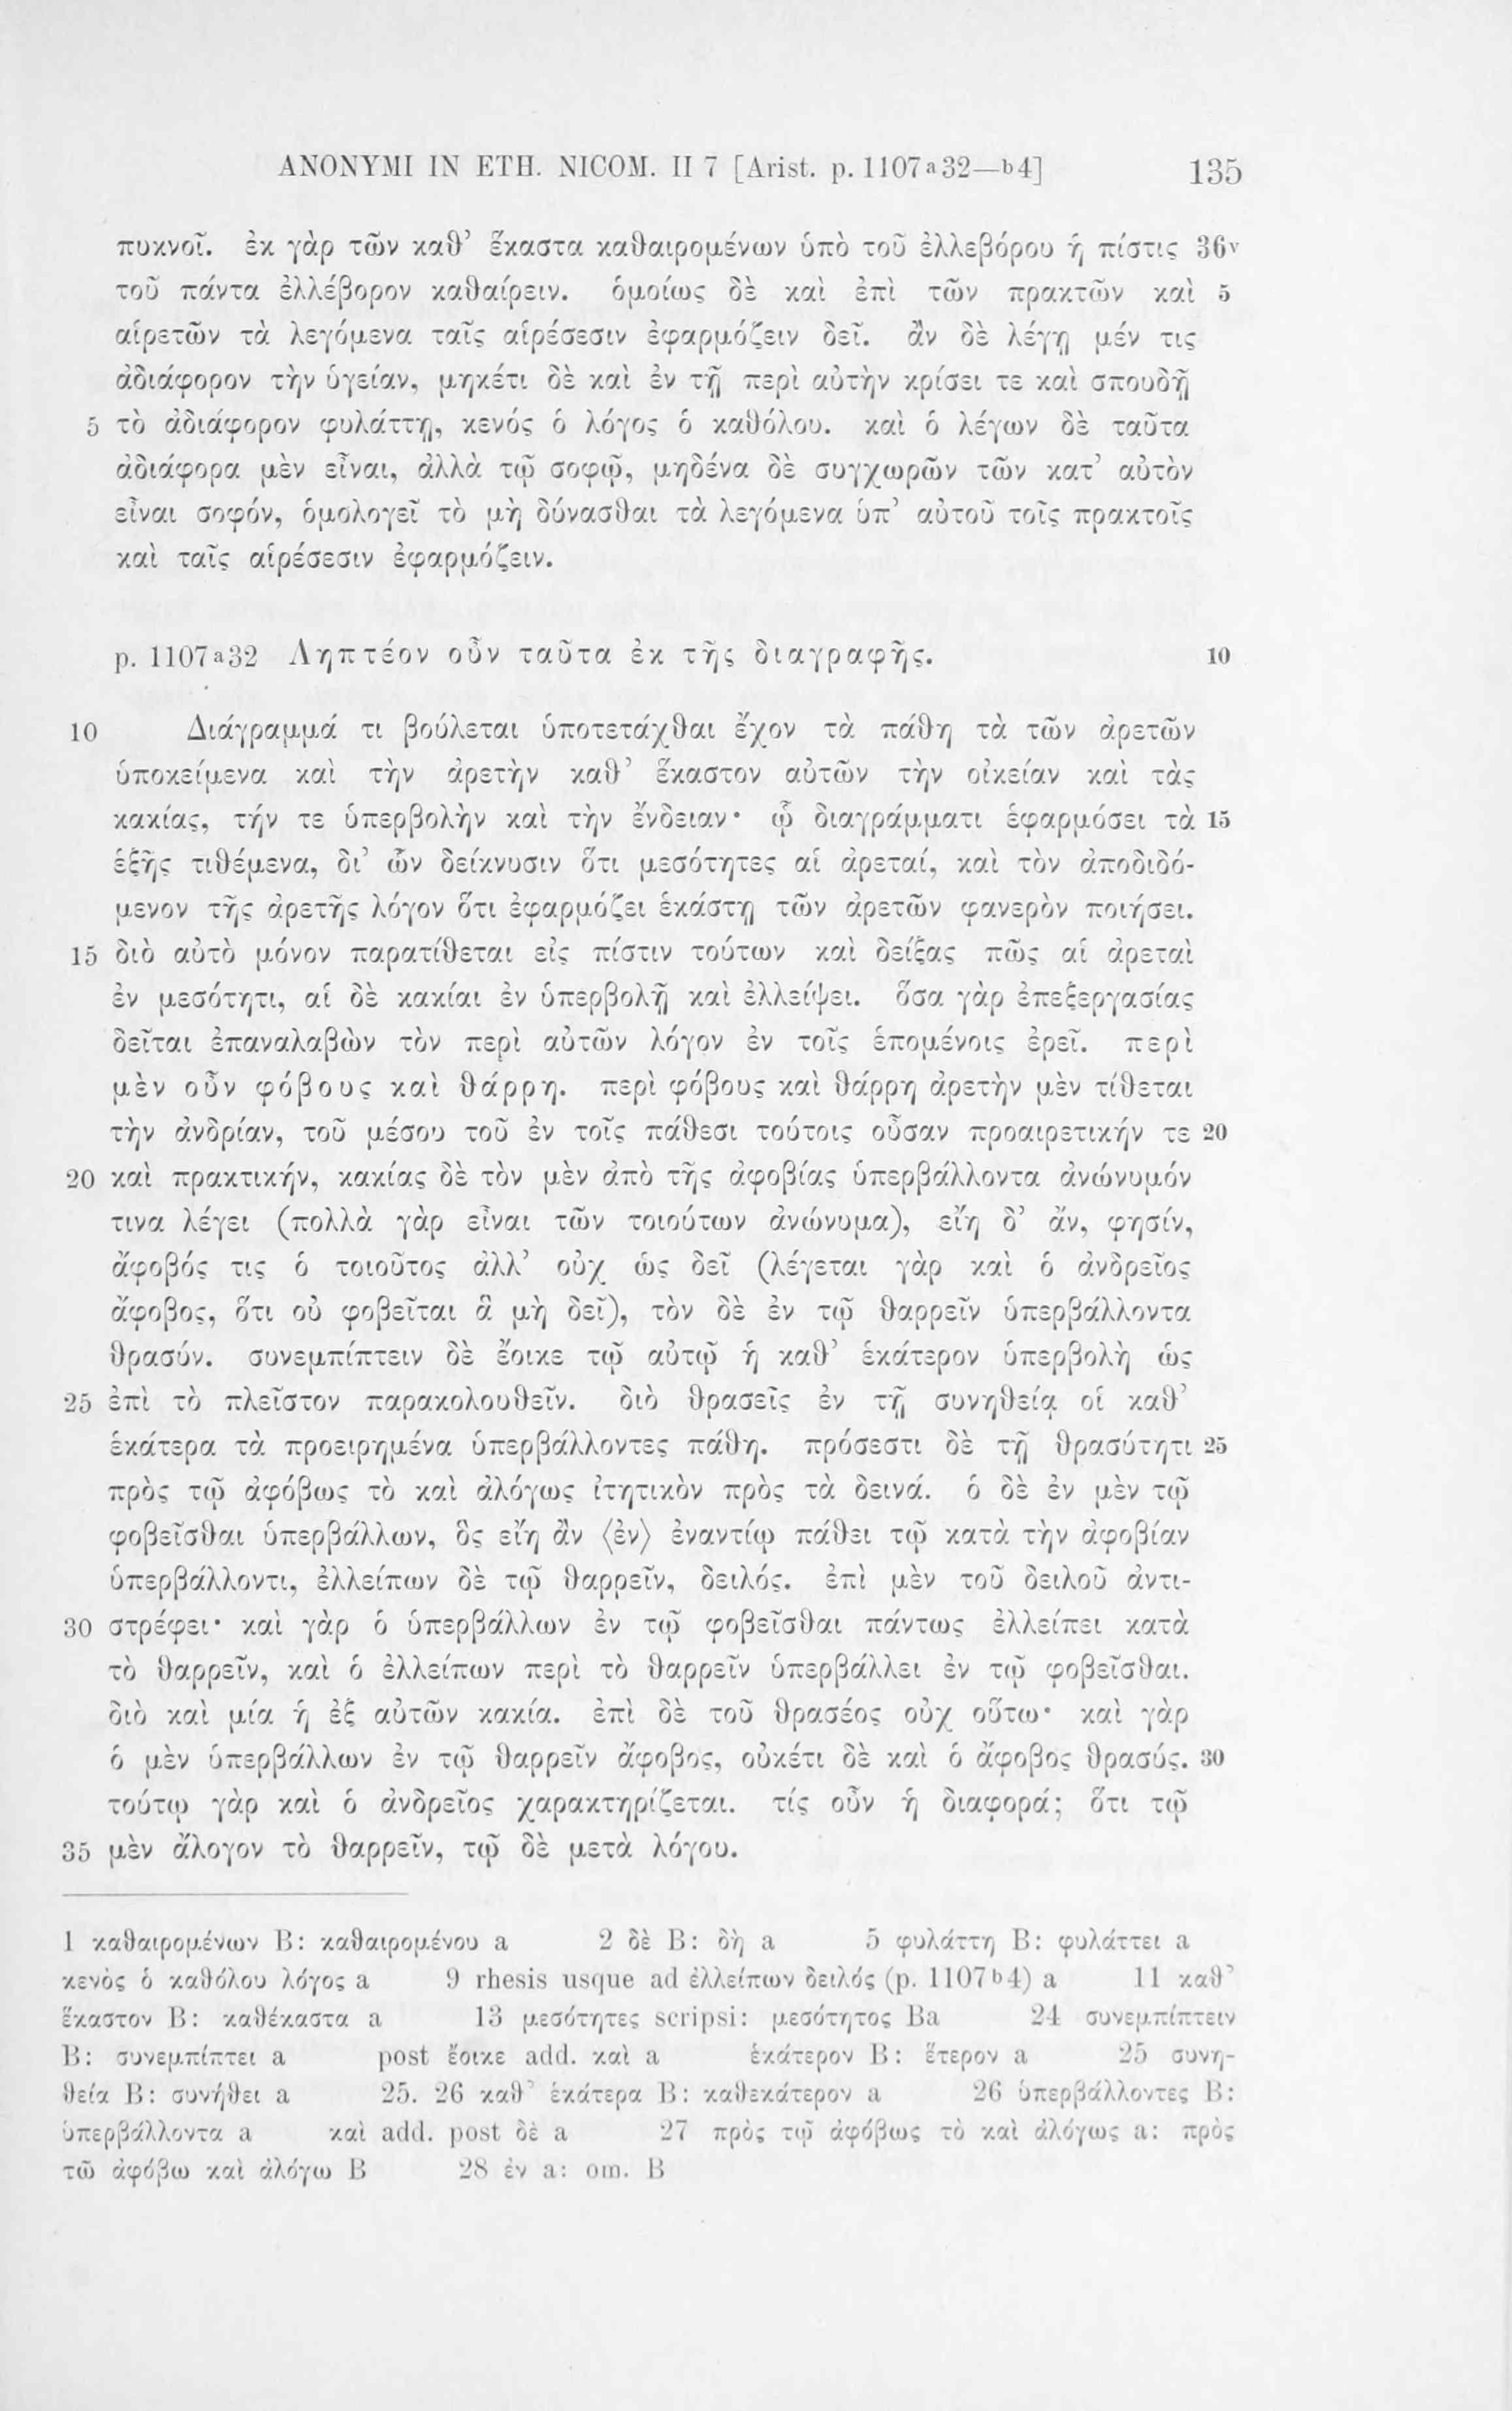 ANONYMI IN ETH. NICOM. II 7 [Arist. p. 1107a32—b4] 135
πυκνοῖ. ἐκ γὰρ τῶν καθ’ ἕκαστα καθαιρομένων ὑπὸ τοῦ ἐλλεβόρου ἡ πίστις 36v
τοῦ πάντα ἐλλέβορον καθαίρειν. ὁμοίως δὲ καὶ ἐπὶ τῶν πρακτῶν καὶ 5
αἱρετῶν τὰ λεγόμενα ταῖς αἱρέσεσιν ἐφαρμόζειν δεῖ. ἂν δὲ λέγῃ μέν τις
ἀδιάφορον τὴν ὑγείαν, μηκέτι δὲ καὶ ἐν τῇ περὶ αὐτὴν κρίσει τε καὶ σπουδῇ
5 τὸ ἀδιάφορον φυλάττῃ, κενός ὁ λόγος ὁ καθόλου. καὶ ὁ λέγων δὲ ταῦτα
ἀδιάφορα μὲν εἶναι, ἀλλὰ τῷ σοφῷ, μηδένα δὲ συγχωρῶν τῶν κατ’ αὐτὸν
εἶναι σοφόν, ὁμολογεῖ τὸ μὴ δύνασθαι τὰ λεγόμενα ὑπ’ αὐτοῦ τοῖς πρακτοῖς
καὶ ταῖς αἱρέσεσιν ἐφαρμόζειν.
p. 1107a32 Ληπτέον οὖν ταῦτα ἐκ τῆς διαγραφῆς. 10
10 Διάγραμμά τι βούλεται ὑποτετάχθαι ἔχον τὰ πάθη τὰ τῶν ἀρετῶν
ὑποκείμενα καὶ τὴν ἀρετὴν καθ’ ἕκαστον αὐτῶν τὴν οἰκείαν καὶ τὰς
κακίας, τήν τε ὑπερβολὴν καὶ τὴν ἔνδειαν· ᾧ διαγράμματι ἐφαρμόσει τὰ 15
ἑξῆς τιθέμενα, δι’ ὧν δείκνυσιν ὅτι μεσότητες αἱ ἀρεταί, καὶ τὸν ἀποδιδό-
μενον τῆς ἀρετῆς λόγον ὅτι ἐφαρμόζει ἑκάστῃ τῶν ἀρετῶν φανερὸν ποιήσει.
15 διὸ αὐτὸ μόνον παρατίθεται εἰς πίστιν τούτων καὶ δείξας πῶς αἱ ἀρεταὶ
ἐν μεσότητι, αἱ δὲ κακίαι ἐν ὑπερβολῇ καὶ ἐλλείψει. ὅσα γὰρ ἐπεξεργασίας
δεῖται ἐπαναλαβὼν τὸν περὶ αὐτῶν λόγον ἐν τοῖς ἑπομένοις ἐρεῖ. περὶ
μὲν οὖν φόβους καὶ θάρρη. περὶ φόβους καὶ θάρρη ἀρετὴν μὲν τίθεται
τὴν ἀνδρίαν, τοῦ μέσου τοῦ ἐν τοῖς πάθεσι τούτοις οὖσαν προαιρετικήν τε 20
20 καὶ πρακτικήν, κακίας δὲ τὸν μὲν ἀπὸ τῆς ἀφοβίας ὑπερβάλλοντα ἀνώνυμόν
τινα λέγει (πολλὰ γὰρ εἶναι τῶν τοιούτων ἀνώνυμα), εἴη δ’ ἄν, φησίν,
ἄφοβός τις ὁ τοιοῦτος ἀλλ’ οὐχ ὡς δεῖ (λέγεται γὰρ καὶ ὁ ἀνδρεῖος
ἄφοβος, ὅτι οὐ φοβεῖται ἃ μὴ δεῖ), τὸν δὲ ἐν τῷ θαρρεῖν ὑπερβάλλοντα
θρασύν. συνεμπίπτειν δὲ ἔοικε τῷ αὐτῷ ἡ καθ’ ἑκάτερον ὑπερβολὴ ὡς
25 ἐπὶ τὸ πλεῖστον παρακολουθεῖν. διὸ θρασεῖς ἐν τῇ συνηθείᾳ οἱ καθ’
ἑκάτερα τὰ προειρημένα ὑπερβάλλοντες πάθη. πρόσεστι δὲ τῇ θρασύτητι 25
πρὸς τῷ ἀφόβως τὸ καὶ ἀλόγως ἰτητικὸν πρὸς τὰ δεινά. ὁ δὲ ἐν μὲν τῷ
φοβεῖσθαι ὑπερβάλλων, ὃς εἴη ἂν ⟨ἐν⟩ ἐναντίῳ πάθει τῷ κατὰ τὴν ἀφοβίαν
ὑπερβάλλοντι, ἐλλείπων δὲ τῷ θαρρεῖν, δειλός. ἐπὶ μὲν τοῦ δειλοῦ ἀντι-
30 στρέφει· καὶ γὰρ ὁ ὑπερβάλλων ἐν τῷ φοβεῖσθαι πάντως ἐλλείπει κατὰ
τὸ θαρρεῖν, καὶ ὁ ἐλλείπων περὶ τὸ θαρρεῖν ὑπερβάλλει ἐν τῷ φοβεῖσθαι.
διὸ καὶ μία ἡ ἐξ αὐτῶν κακία. ἐπὶ δὲ τοῦ θρασέος οὐχ οὕτω· καὶ γὰρ
ὁ μὲν ὑπερβάλλων ἐν τῷ θαρρεῖν ἄφοβος, οὐκέτι δὲ καὶ ὁ ἄφοβος θρασύς. 30
τούτῳ γὰρ καὶ ὁ ἀνδρεῖος χαρακτηρίζεται. τίς οὖν ἡ διαφορά; ὅτι τῷ
35 μὲν ἄλογον τὸ θαρρεῖν, τῷ δὲ μετὰ λόγου.
1 καθαιρομένων B: καθαιρομένου a 2 δὲ B: δὴ a 5 φυλάττη B: φυλάττει a
κενὸς ὁ καθόλου λόγος a 9 rhesis usque ad ἐλλείπων δειλός (p. 1107b4) a 11 καθ’
ἕκαστον B: καθέκαστα a 13 μεσότητες scripsi: μεσότητος Ba 24 συνεμπίπτειν
B: συνεμπίπτει a post ἔοικε add. καὶ a ἑκάτερον B: ἕτερον a 25 συνη-
θεία B: συνήθει a 25. 26 καθ’ ἑκάτερα B: καθεκάτερον a 26 ὑπερβάλλοντες B:
ὑπερβάλλοντα a καὶ add. post δὲ a 27 πρὸς τῷ ἀφόβως τὸ καὶ ἀλόγως a: πρὸς
τῶ ἀφόβω καὶ ἀλόγω B 28 ἐν a: om. B